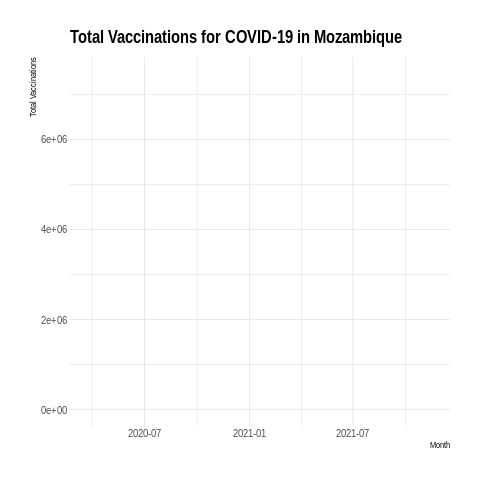 Total Vaccinations for COVID-19 in Mozambique
Total Vaccinations
6e+06
4e+06
2e+06
0e+00
2020-07
2021-01
2021-07
Month